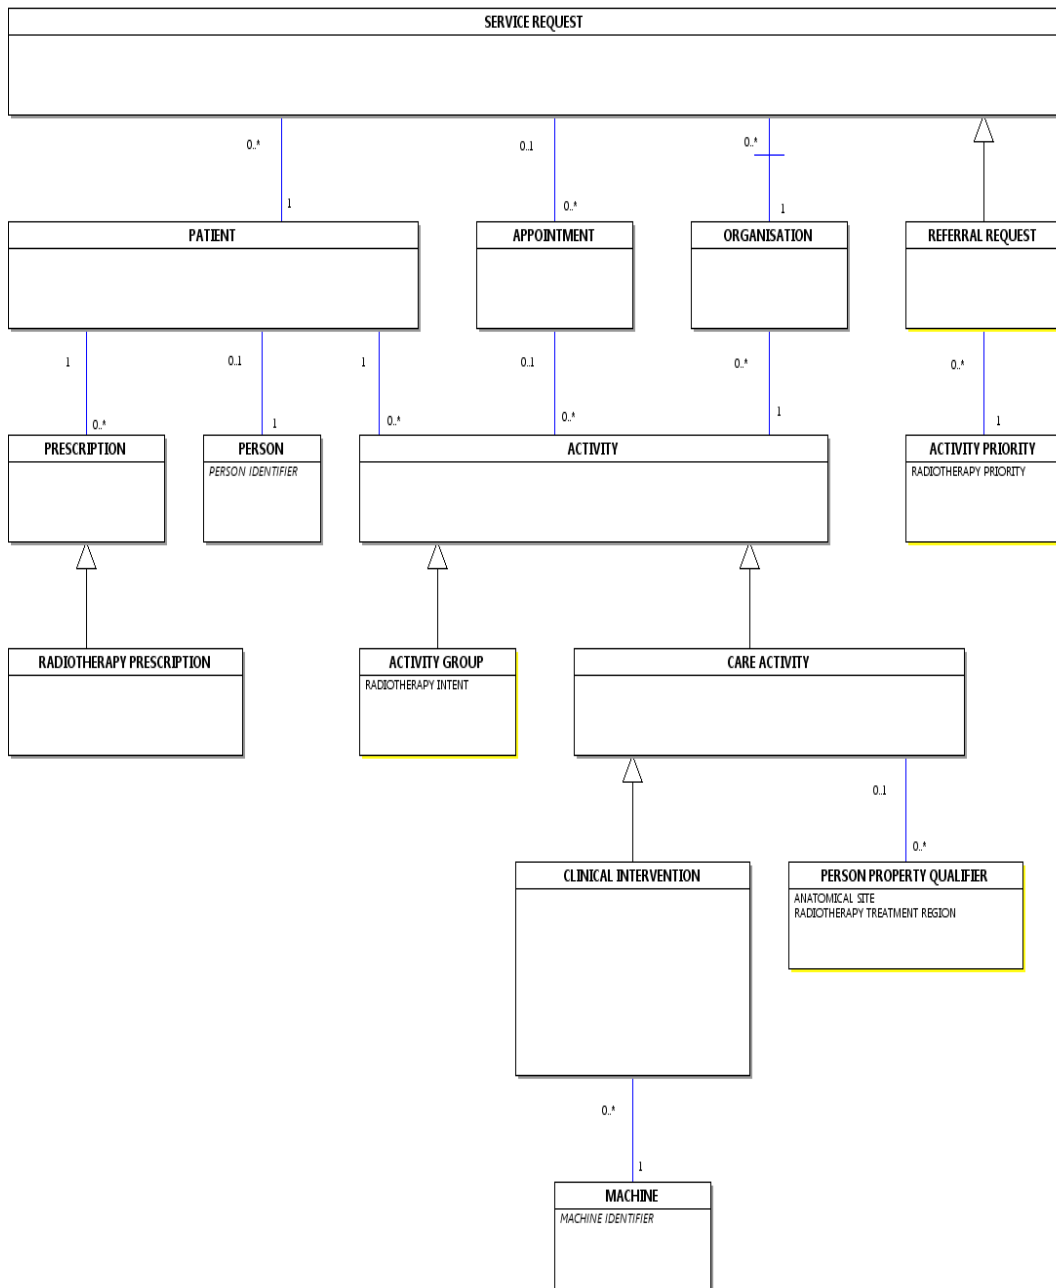 SERVICE REQUEST
0..*
0..1
0..*
1
0..*
1
PATIENT
APPOINTMENT
ORGANISATION
REFERRAL REQUEST
1
0..1
1
0..1
0..*
0..*
0..*
1
0..*
0..*
1
1
PRESCRIPTION
PERSON
PERSON IDENTIFIER
ACTIVITY
ACTIVITY PRIORITY
RADIOTHERAPY PRIORITY
RADIOTHERAPY PRESCRIPTION
ACTIVITY GROUP
RADIOTHERAPY INTENT
CARE ACTIVITY
0..1
0..*
CLINICAL INTERVENTION
PERSON PROPERTY QUALIFIER
ANATOMICAL SITE
RADIOTHERAPY TREATMENT REGION
0..*
1
MACHINE
MACHINE IDENTIFIER